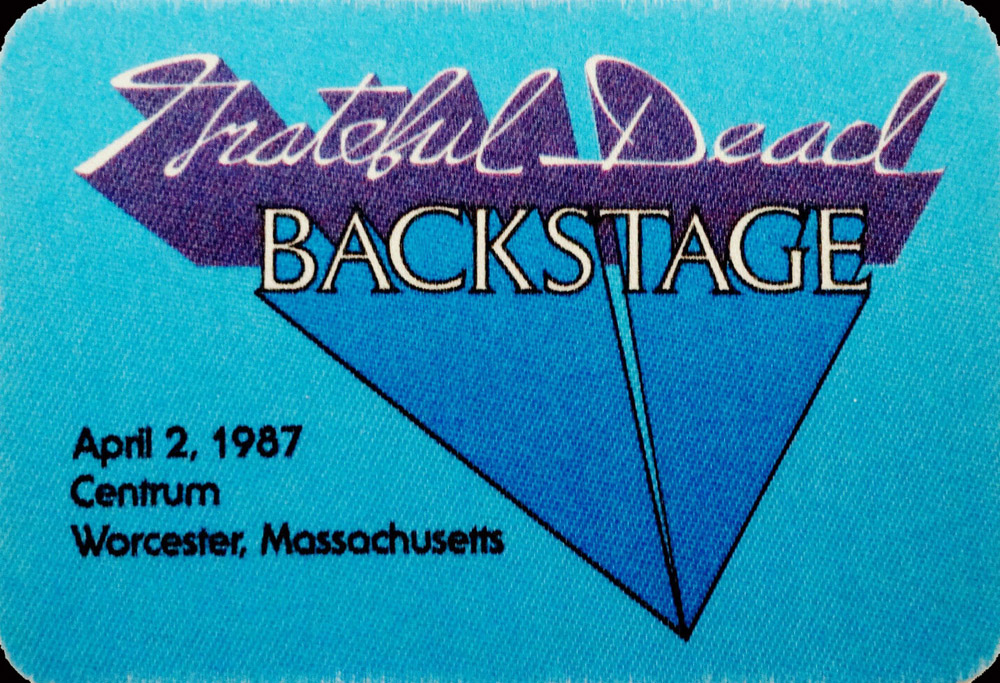 Grateful Dead
BACKSTAGE
April 2, 1987
Centrum
Worcester, Massachusetts